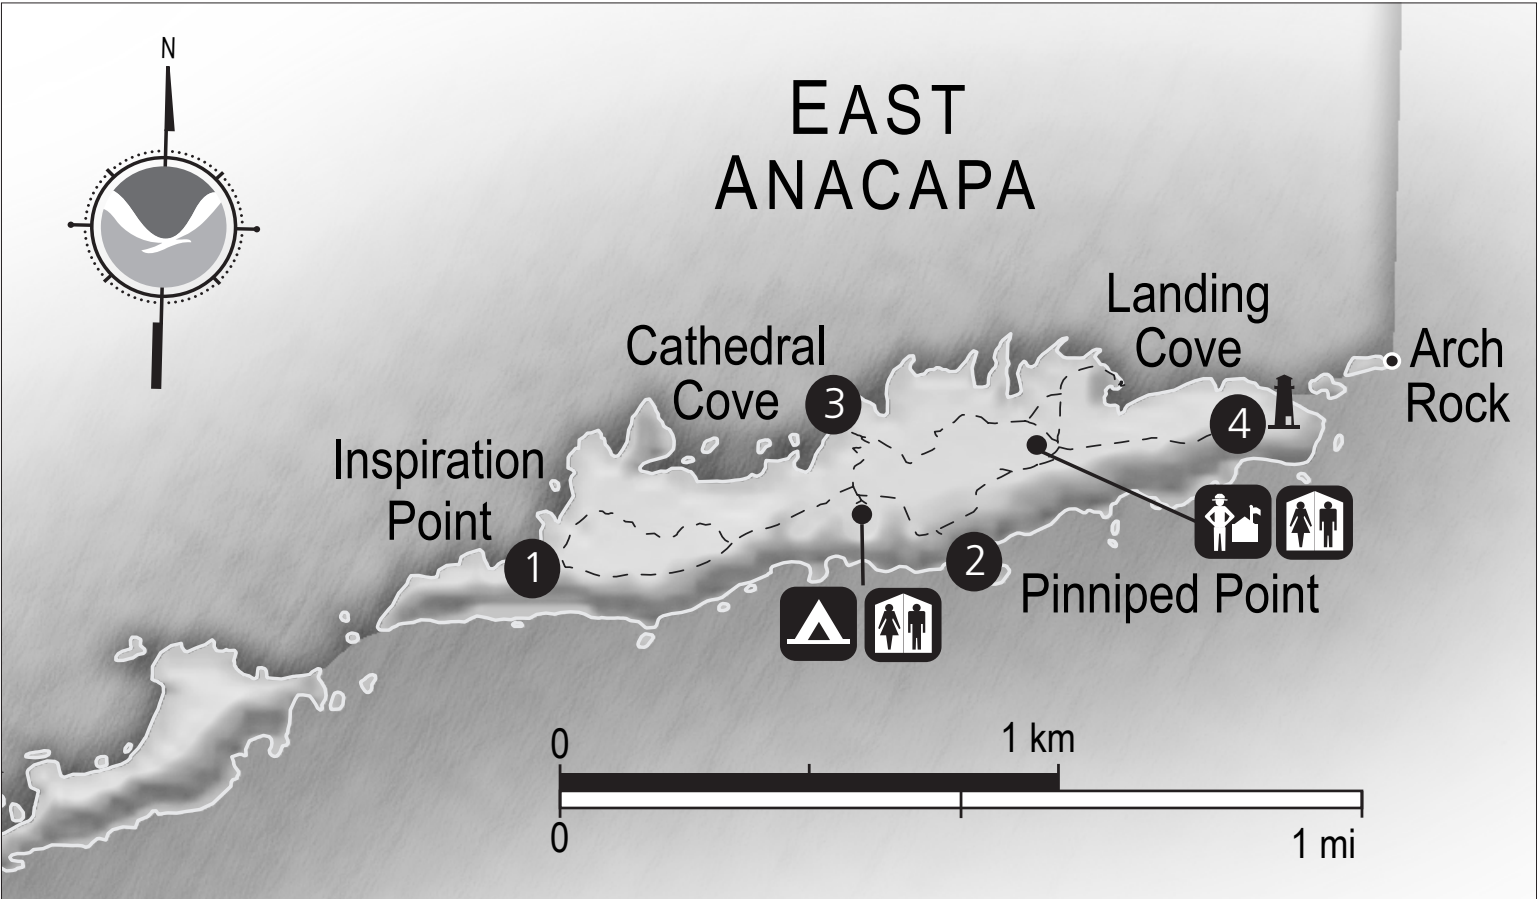 N
EAST
ANACAPA
Landing
Cove
Cathedral
Cove
Arch
Rock
3
4
Inspiration
Point
1
2
Pinniped Point
0
1 km
0
1 mi